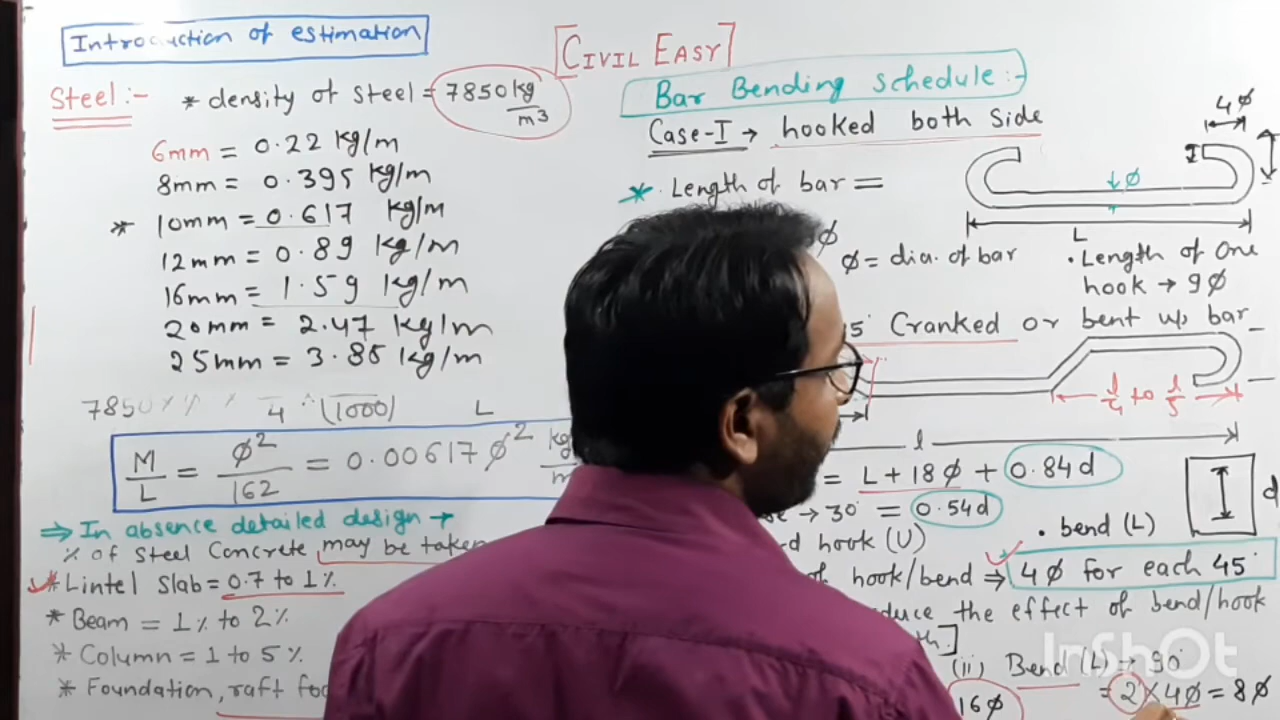 Introduction of estimation
[CIVIL EASY]
Steel:- * density of steel = 7850 kg/m³
6mm = 0.22 kg/m
8mm = 0.395 kg/m
* 10mm = 0.617 kg/m
12mm = 0.89 kg/m
16mm = 1.59 kg/m
20mm = 2.47 kg/m
25mm = 3.85 kg/m
7850 4 (1000) L
M/L = ø²/162 = 0.00617 ø² kg/m
⇒ In absence detailed design →
% of steel Concrete may be taken
* Lintel Slab = 0.7 to 1%
* Beam = 1% to 2%
* Column = 1 to 5%
* Foundation, raft
Bar Bending Schedule:-
Case-I → hooked both side
* Length of bar =
ø
ø = dia. of bar
4ø
ø
L
• Length of one
hook → 9ø
5° Cranked or bent up bar
l/4 to l/5
l
= L + 18ø + 0.84d
→ 30° = 0.54d
d
• bend (L)
hook (U)
of hook/bend ⇒ 4ø for each 45°
the effect of bend/hook
(ii) Bend (L) → 90°
= 2 × 4ø = 8ø
16ø
InShOt